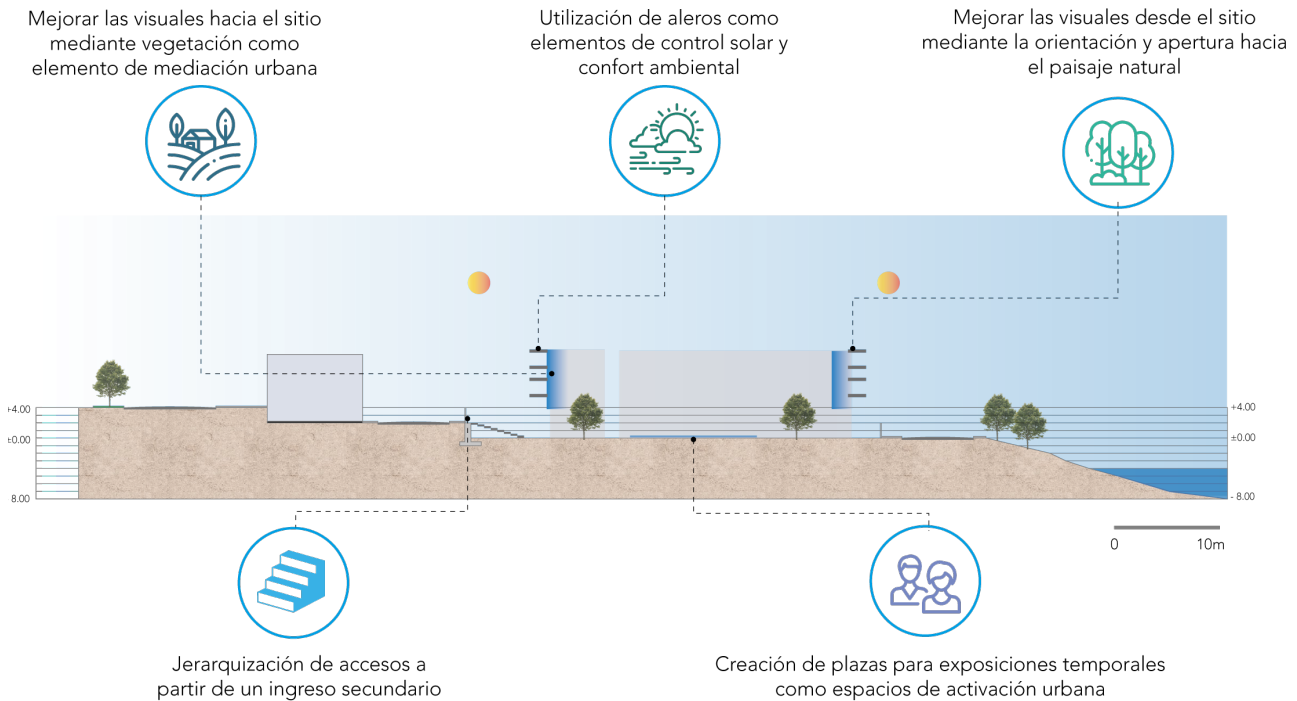 Mejorar las visuales hacia el sitio
mediante vegetación como
elemento de mediación urbana
Utilización de aleros como
elementos de control solar y
confort ambiental
Mejorar las visuales desde el sitio
mediante la orientación y apertura hacia
el paisaje natural
+4.00
±0.00
8.00
+4.00
±0.00
- 8.00
0
10m
Jerarquización de accesos a
partir de un ingreso secundario
Creación de plazas para exposiciones temporales
como espacios de activación urbana